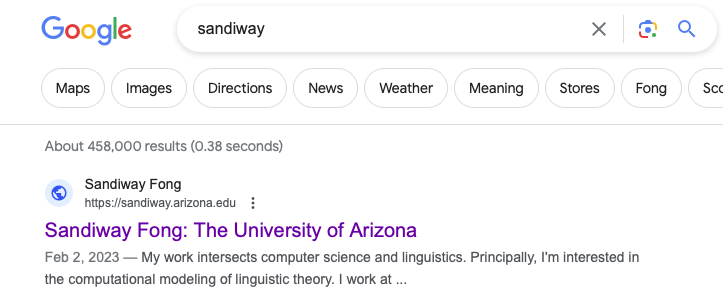 Google sandiway
Maps Images Directions News Weather Meaning Stores Fong Sco
About 458,000 results (0.38 seconds)
Sandiway Fong
https://sandiway.arizona.edu
Sandiway Fong: The University of Arizona
Feb 2, 2023 — My work intersects computer science and linguistics. Principally, I'm interested in
the computational modeling of linguistic theory. I work at ...